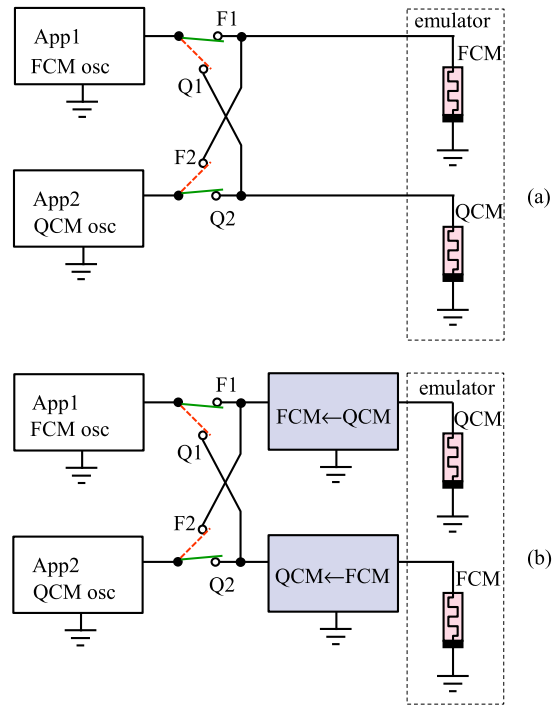 emulator
App1
FCM osc
F1
FCM
Q1
F2
App2
QCM osc
Q2
QCM
(a)
emulator
App1
FCM osc
F1
FCM←QCM
QCM
Q1
F2
App2
QCM osc
Q2
QCM←FCM
FCM
(b)